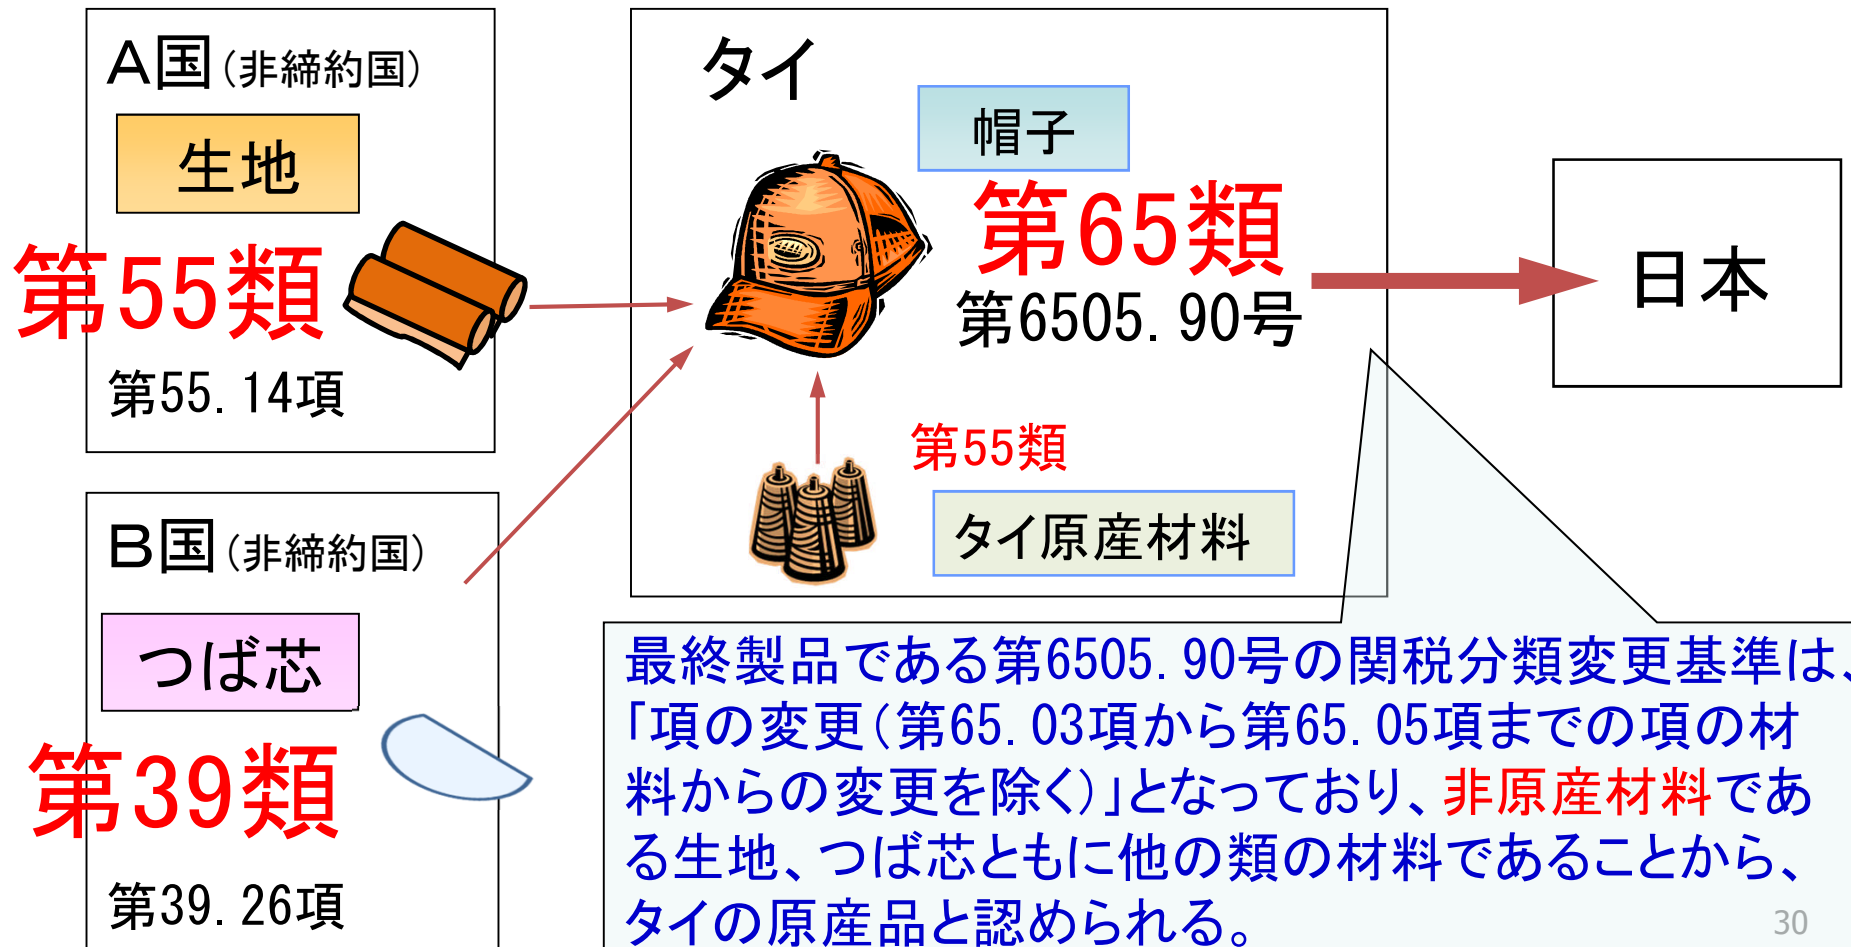 A国(非締約国)
生地
第55類
第55.14項
B国(非締約国)
つば芯
第39類
第39.26項
タイ
帽子
第65類
第6505.90号
第55類
タイ原産材料
日本
最終製品である第6505.90号の関税分類変更基準は、
「項の変更(第65.03項から第65.05項までの項の材
料からの変更を除く)」となっており、非原産材料であ
る生地、つば芯ともに他の類の材料であることから、
タイの原産品と認められる。
30